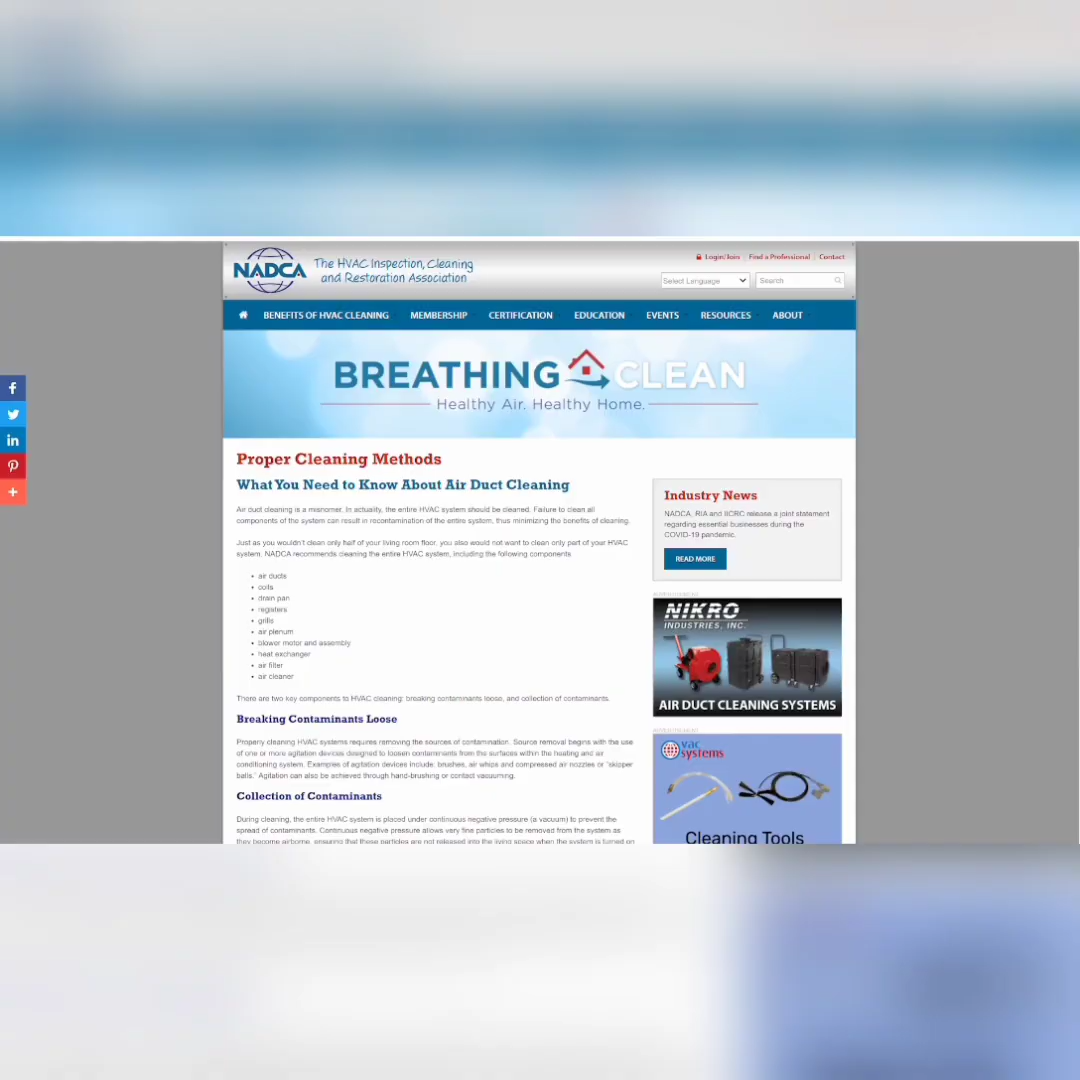 NADCA
The HVAC Inspection, Cleaning
and Restoration Association
Login/Join
Find a Professional
Contact
Select Language
Search
BENEFITS OF HVAC CLEANING
MEMBERSHIP
CERTIFICATION
EDUCATION
EVENTS
RESOURCES
ABOUT
BREATHING CLEAN
Healthy Air. Healthy Home.
Proper Cleaning Methods
What You Need to Know About Air Duct Cleaning
Air duct cleaning is a misnomer. In actuality, the entire HVAC system should be cleaned. Failure to clean all
components of the system can result in recontamination of the entire system, thus minimizing the benefits of cleaning.
Just as you wouldn't clean only half of your living room floor, you also would not want to clean only part of your HVAC
system. NADCA recommends cleaning the entire HVAC system, including the following components
• air ducts
• coils
• drain pan
• registers
• grills
• air plenum
• blower motor and assembly
• heat exchanger
• air filter
• air cleaner
There are two key components to HVAC cleaning: breaking contaminants loose, and collection of contaminants.
Breaking Contaminants Loose
Properly cleaning HVAC systems requires removing the sources of contamination. Source removal begins with the use
of one or more agitation devices designed to loosen contaminants from the surfaces within the heating and air
conditioning system. Examples of agitation devices include: brushes, air whips and compressed air nozzles or "skipper
balls." Agitation can also be achieved through hand-brushing or contact vacuuming.
Collection of Contaminants
During cleaning, the entire HVAC system is placed under continuous negative pressure (a vacuum) to prevent the
spread of contaminants. Continuous negative pressure allows very fine particles to be removed from the system as
they become airborne, ensuring that these particles are not released into the living space when the system is turned on
Industry News
NADCA, RIA and IICRC release a joint statement
regarding essential businesses during the
COVID-19 pandemic.
READ MORE
NIKRO
INDUSTRIES, INC.
AIR DUCT CLEANING SYSTEMS
vac
systems
Cleaning Tools